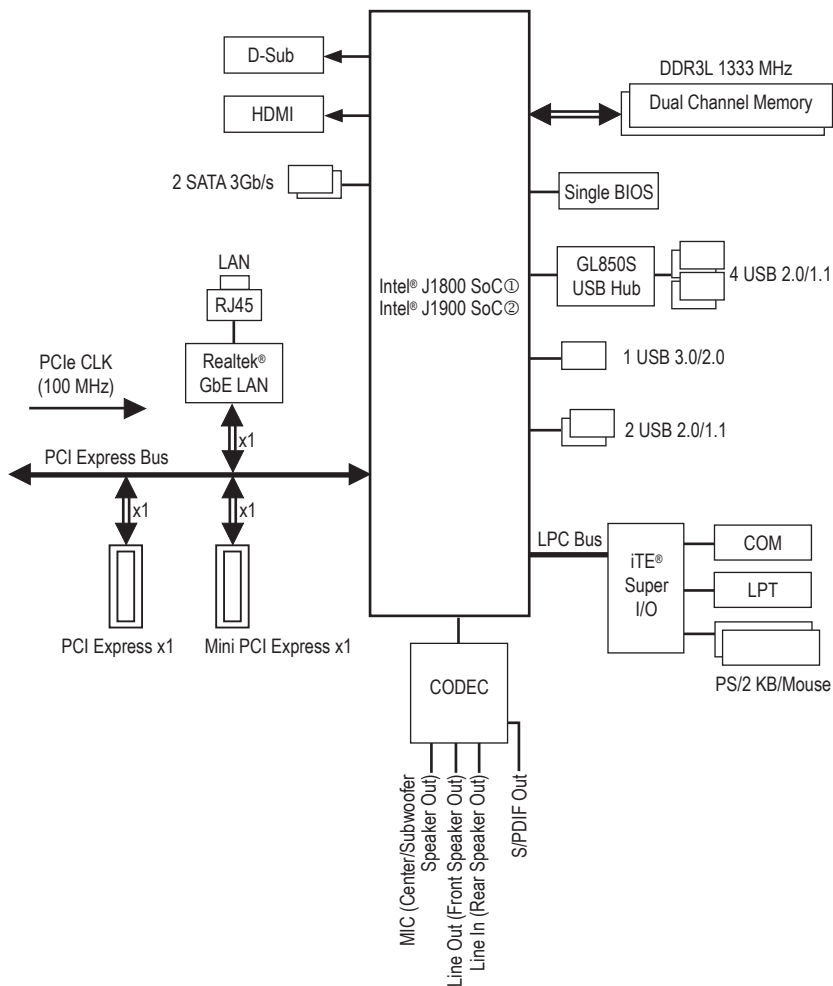 D-Sub
HDMI
2 SATA 3Gb/s
LAN
RJ45
Realtek®
GbE LAN
PCIe CLK
(100 MHz)
x1
PCI Express Bus
x1
x1
PCI Express x1
Mini PCI Express x1
Intel® J1800 SoC①
Intel® J1900 SoC②
DDR3L 1333 MHz
Dual Channel Memory
Single BIOS
GL850S
USB Hub
4 USB 2.0/1.1
1 USB 3.0/2.0
2 USB 2.0/1.1
LPC Bus
iTE®
Super
I/O
COM
LPT
PS/2 KB/Mouse
CODEC
MIC (Center/Subwoofer
Speaker Out)
Line Out (Front Speaker Out)
Line In (Rear Speaker Out)
S/PDIF Out